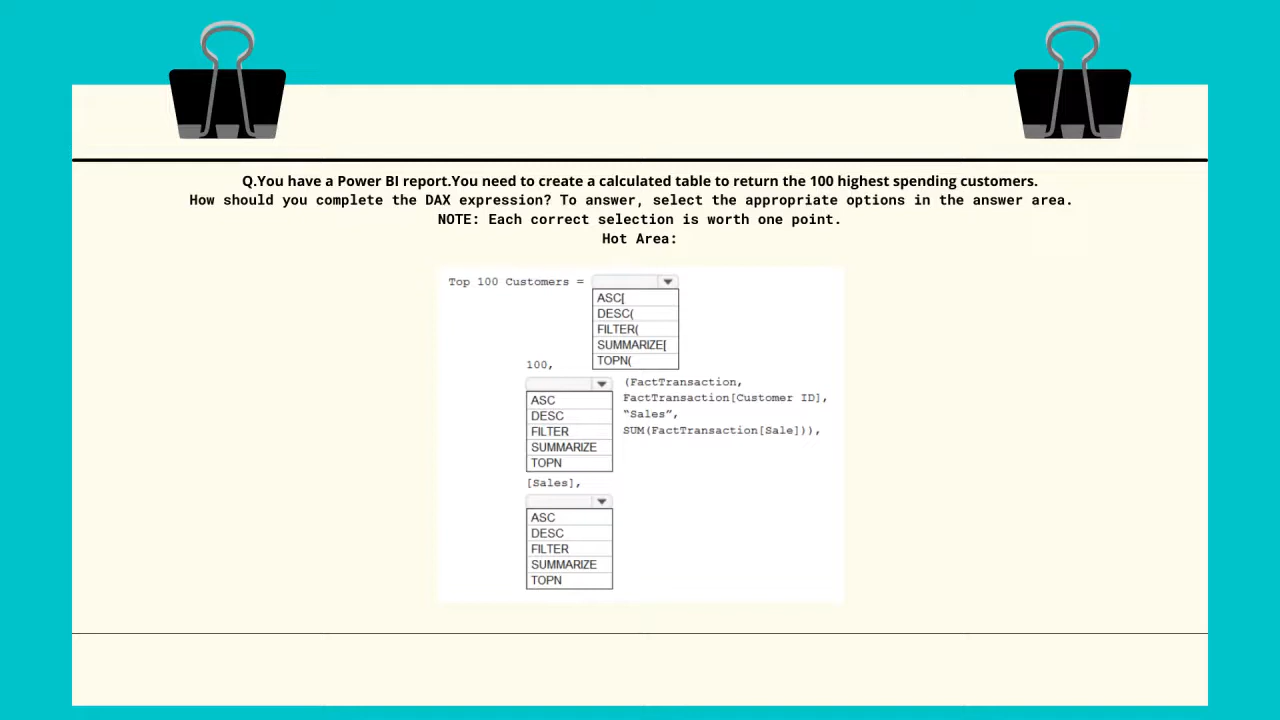 Q.You have a Power BI report.You need to create a calculated table to return the 100 highest spending customers.
How should you complete the DAX expression? To answer, select the appropriate options in the answer area.
NOTE: Each correct selection is worth one point.
Hot Area:
Top 100 Customers =
ASC[
DESC(
FILTER(
SUMMARIZE[
TOPN(
100,
(FactTransaction,
FactTransaction[Customer ID],
“Sales”,
SUM(FactTransaction[Sale])),
ASC
DESC
FILTER
SUMMARIZE
TOPN
[Sales],
ASC
DESC
FILTER
SUMMARIZE
TOPN